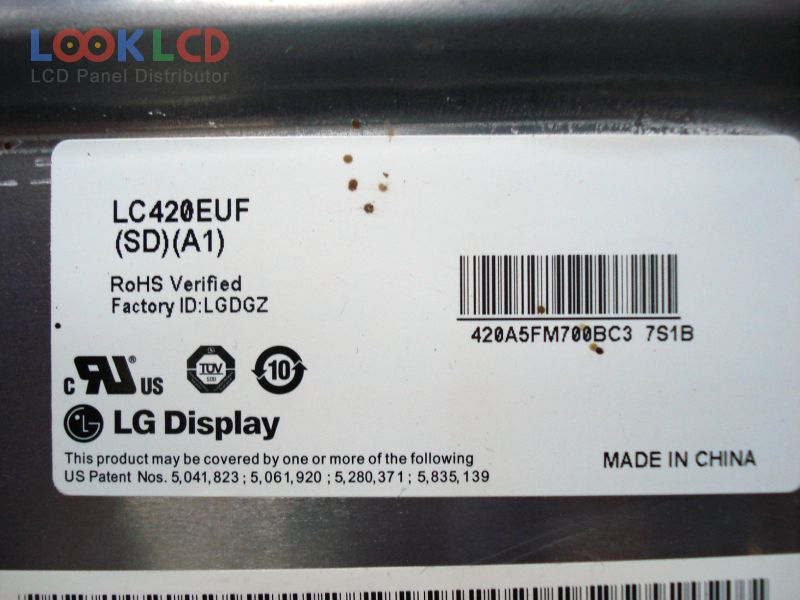 LOOKLCD
LCD Panel Distributor
LC420EUF
(SD)(A1)
RoHS Verified
Factory ID:LGDGZ
420A5FM700BC3 7S1B
c RU ® US
TÜV
SÜD
10
LG Display
This product may be covered by one or more of the following
US Patent Nos. 5,041,823 ; 5,061,920 ; 5,280,371 ; 5,835,139
MADE IN CHINA